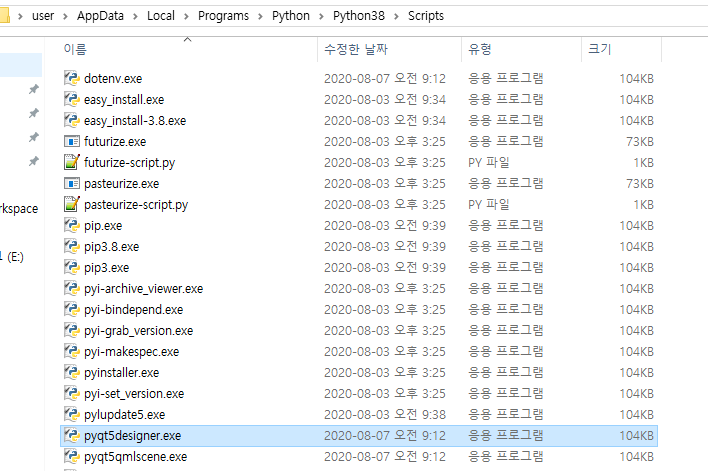 user > AppData > Local > Programs > Python > Python38 > Scripts
이름 수정한 날짜 유형 크기
dotenv.exe 2020-08-07 오전 9:12 응용 프로그램 104KB
easy_install.exe 2020-08-03 오전 9:34 응용 프로그램 104KB
easy_install-3.8.exe 2020-08-03 오전 9:34 응용 프로그램 104KB
futurize.exe 2020-08-03 오후 3:25 응용 프로그램 73KB
futurize-script.py 2020-08-03 오후 3:25 PY 파일 1KB
pasteurize.exe 2020-08-03 오후 3:25 응용 프로그램 73KB
pasteurize-script.py 2020-08-03 오후 3:25 PY 파일 1KB
rkspace
pip.exe 2020-08-03 오전 9:39 응용 프로그램 104KB
pip3.8.exe 2020-08-03 오전 9:39 응용 프로그램 104KB
(E:)
pip3.exe 2020-08-03 오전 9:39 응용 프로그램 104KB
pyi-archive_viewer.exe 2020-08-03 오후 3:25 응용 프로그램 104KB
pyi-bindepend.exe 2020-08-03 오후 3:25 응용 프로그램 104KB
pyi-grab_version.exe 2020-08-03 오후 3:25 응용 프로그램 104KB
pyi-makespec.exe 2020-08-03 오후 3:25 응용 프로그램 104KB
pyinstaller.exe 2020-08-03 오후 3:25 응용 프로그램 104KB
pyi-set_version.exe 2020-08-03 오후 3:25 응용 프로그램 104KB
pylupdate5.exe 2020-08-03 오전 9:38 응용 프로그램 104KB
pyqt5designer.exe 2020-08-07 오전 9:12 응용 프로그램 104KB
pyqt5qmlscene.exe 2020-08-07 오전 9:12 응용 프로그램 104KB